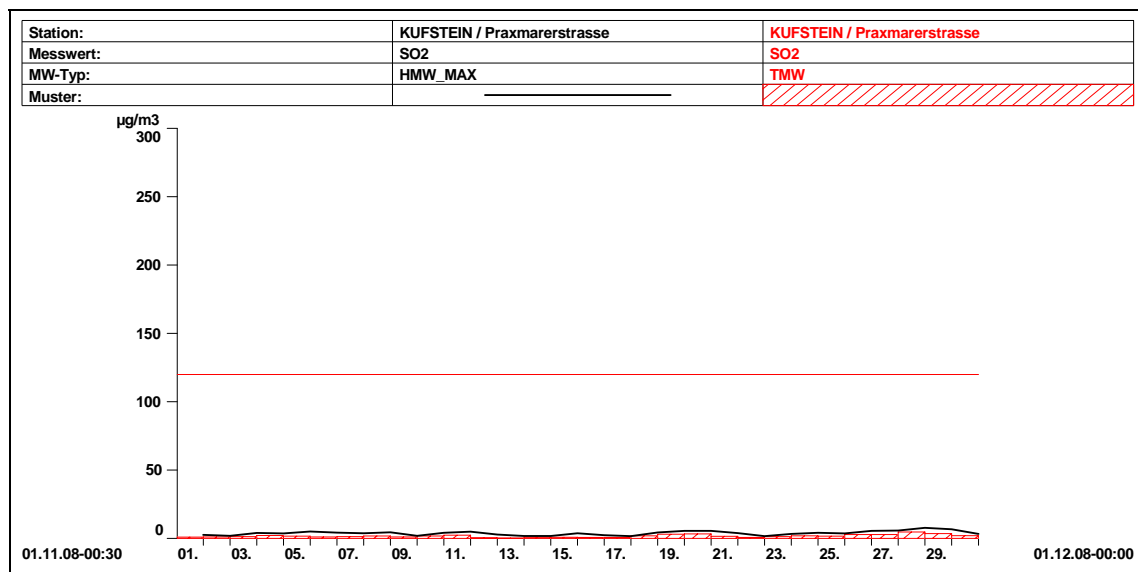 Station: KUFSTEIN / Praxmarerstrasse KUFSTEIN / Praxmarerstrasse
Messwert: SO2 SO2
MW-Typ: HMW_MAX TMW
Muster:
µg/m3
300
250
200
150
100
50
0
01.11.08-00:30 01. 03. 05. 07. 09. 11. 13. 15. 17. 19. 21. 23. 25. 27. 29. 01.12.08-00:00